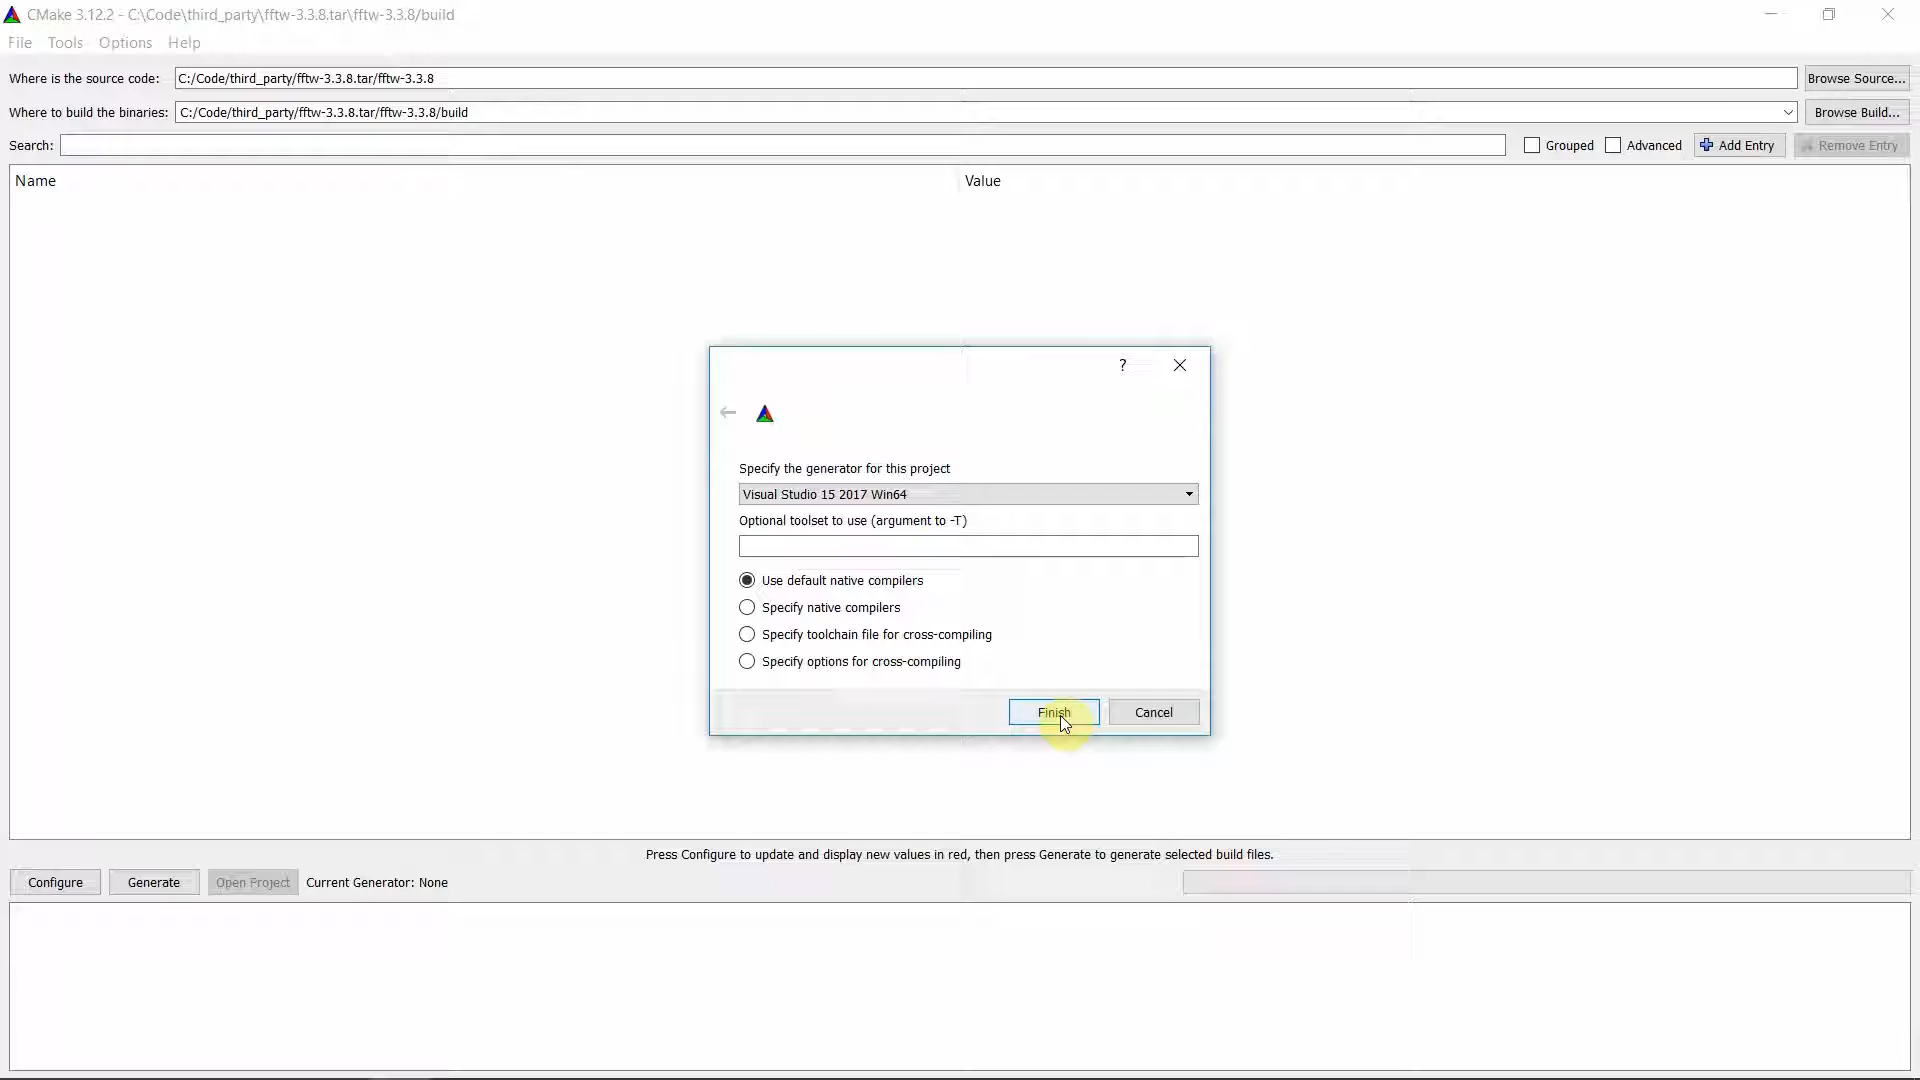 CMake 3.12.2 - C:\Code\third_party\fftw-3.3.8.tar\fftw-3.3.8/build
File Tools Options Help
Where is the source code: C:/Code/third_party/fftw-3.3.8.tar/fftw-3.3.8 Browse Source...
Where to build the binaries: C:/Code/third_party/fftw-3.3.8.tar/fftw-3.3.8/build Browse Build...
Search: Grouped Advanced Add Entry Remove Entry
Name Value
?
Specify the generator for this project
Visual Studio 15 2017 Win64
Optional toolset to use (argument to -T)
Use default native compilers
Specify native compilers
Specify toolchain file for cross-compiling
Specify options for cross-compiling
Finish Cancel
Press Configure to update and display new values in red, then press Generate to generate selected build files.
Configure Generate Open Project Current Generator: None